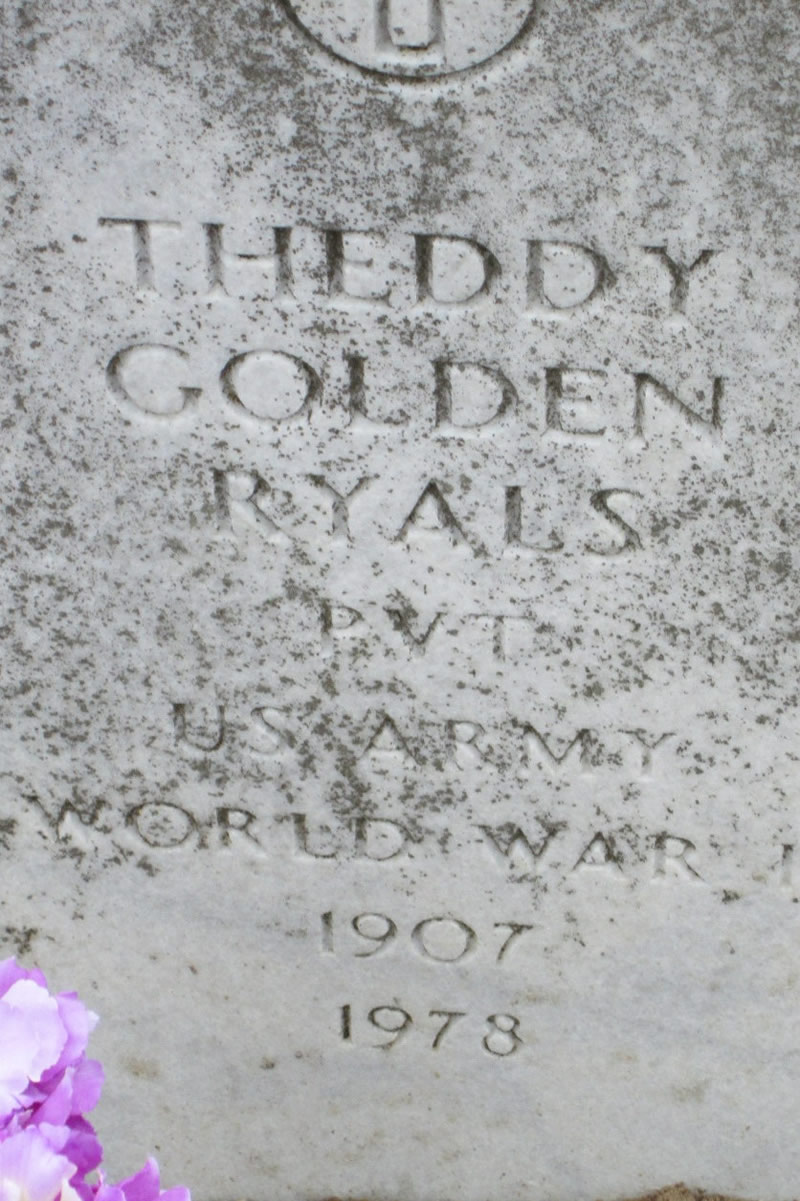 THEDDY
GOLDEN
RYALS
PVT
US ARMY
WORLD WAR I
1907
1978